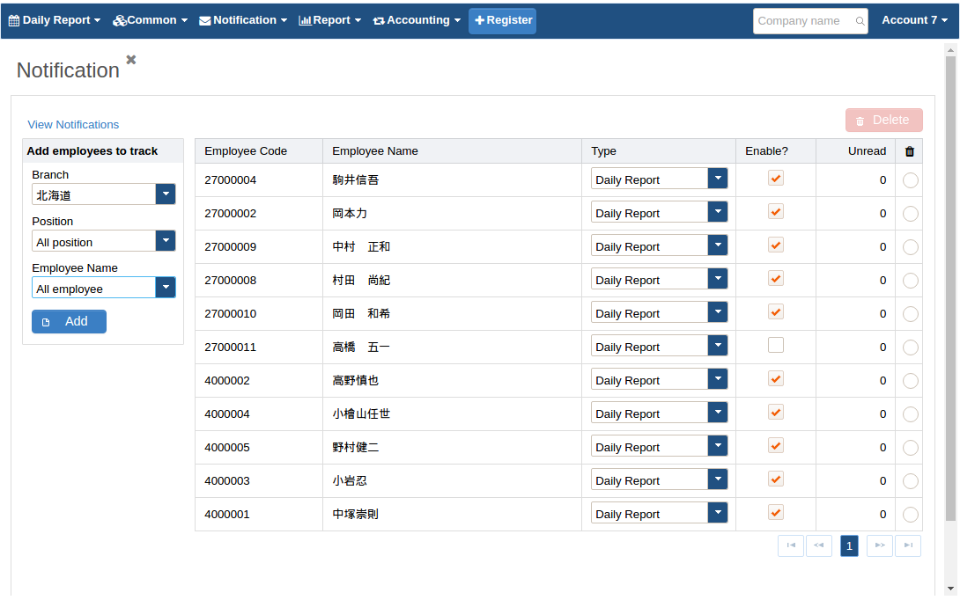 Daily Report Common Notification Report Accounting Register Company name Account 7
Notification
View Notifications
Delete
Add employees to track
Branch
北海道
Position
All position
Employee Name
All employee
Add
Employee Code Employee Name Type Enable? Unread
27000004 駒井信吾 Daily Report 0
27000002 岡本力 Daily Report 0
27000009 中村　正和 Daily Report 0
27000008 村田　尚紀 Daily Report 0
27000010 岡田　和希 Daily Report 0
27000011 高橋　五一 Daily Report 0
4000002 高野慎也 Daily Report 0
4000004 小檜山任世 Daily Report 0
4000005 野村健二 Daily Report 0
4000003 小岩忍 Daily Report 0
4000001 中塚崇則 Daily Report 0
1